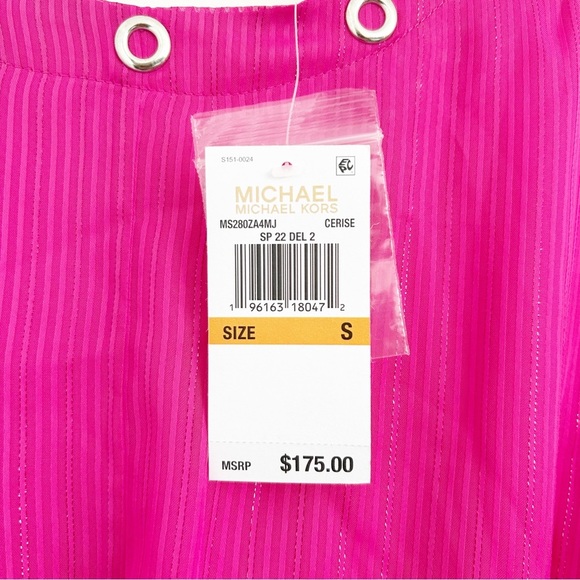 S151-0024
MICHAEL
MICHAEL KORS
MS280ZA4MJ CERISE
SP 22 DEL 2
1 96163 18047 2
SIZE S
MSRP $175.00